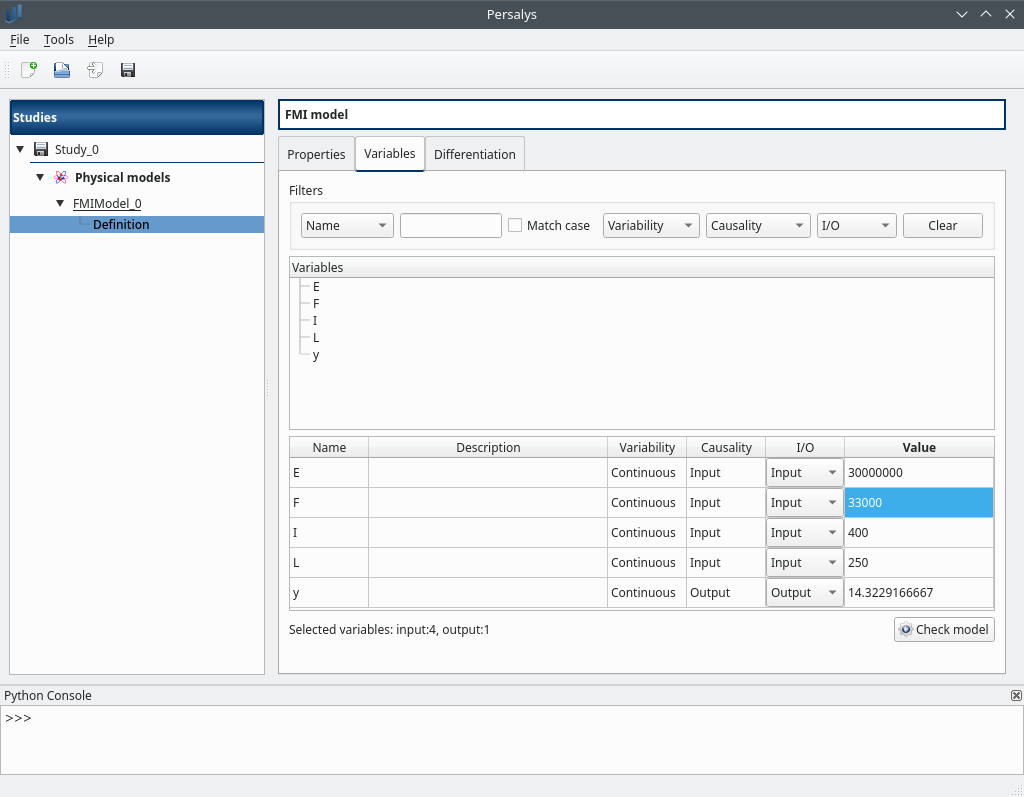 Persalys
File Tools Help
Studies
Study_0
Physical models
FMIModel_0
Definition
FMI model
Properties Variables Differentiation
Filters
Name Match case Variability Causality I/O Clear
Variables
E
F
I
L
y
Name Description Variability Causality I/O Value
E Continuous Input Input 30000000
F Continuous Input Input 33000
I Continuous Input Input 400
L Continuous Input Input 250
y Continuous Output Output 14.3229166667
Selected variables: input:4, output:1 Check model
Python Console
>>>